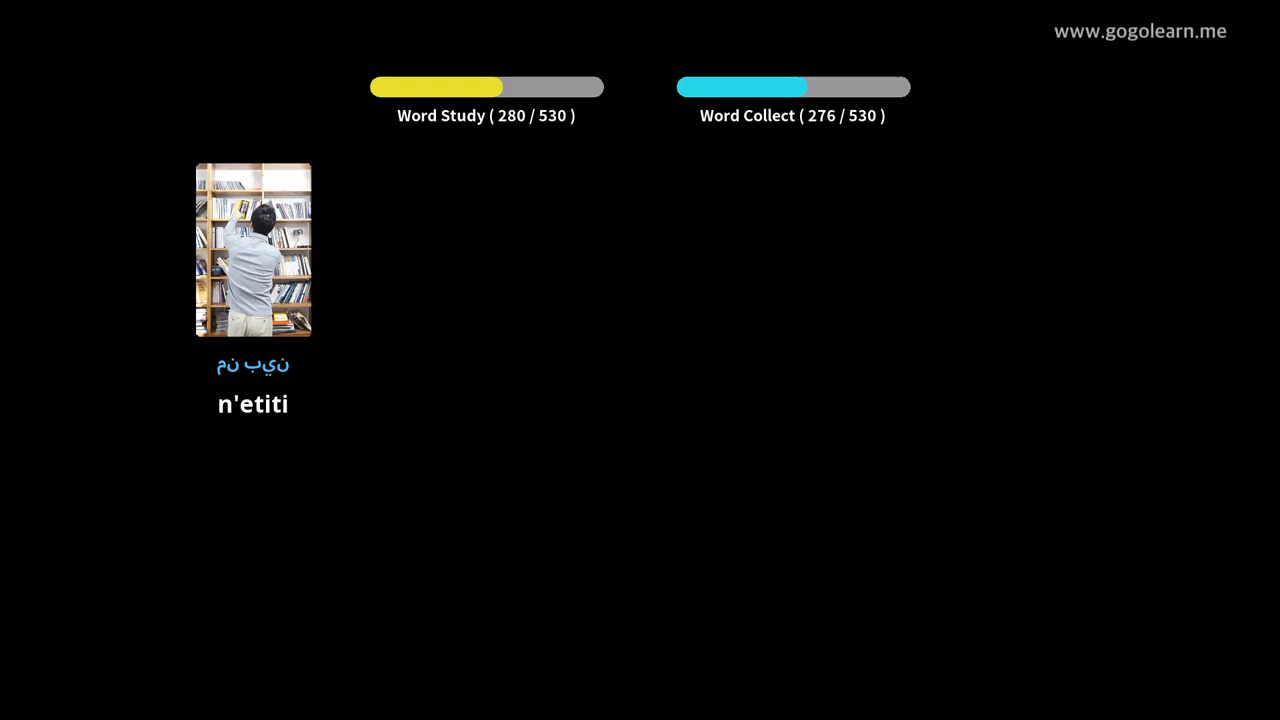 www.gogolearn.me
Word Study ( 280 / 530 )
Word Collect ( 276 / 530 )
من بين
n'etiti